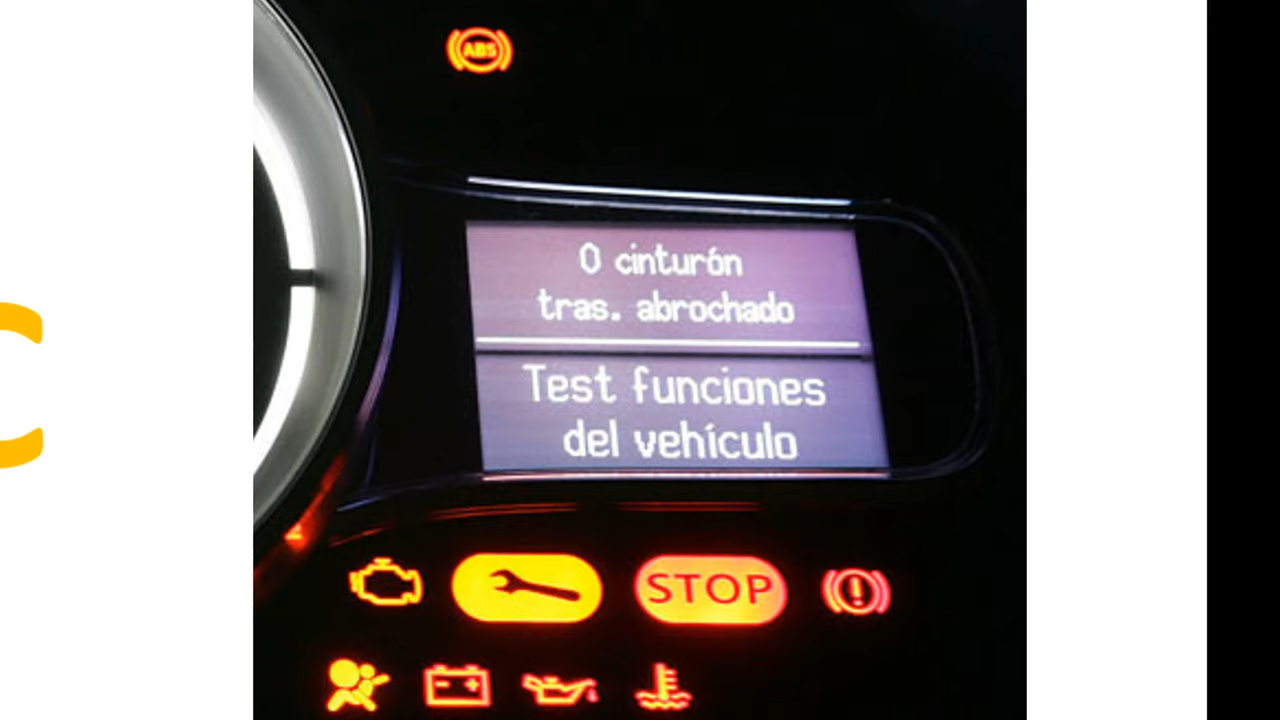 ABS
0 cinturón
tras. abrochado
Test funciones
del vehículo
STOP